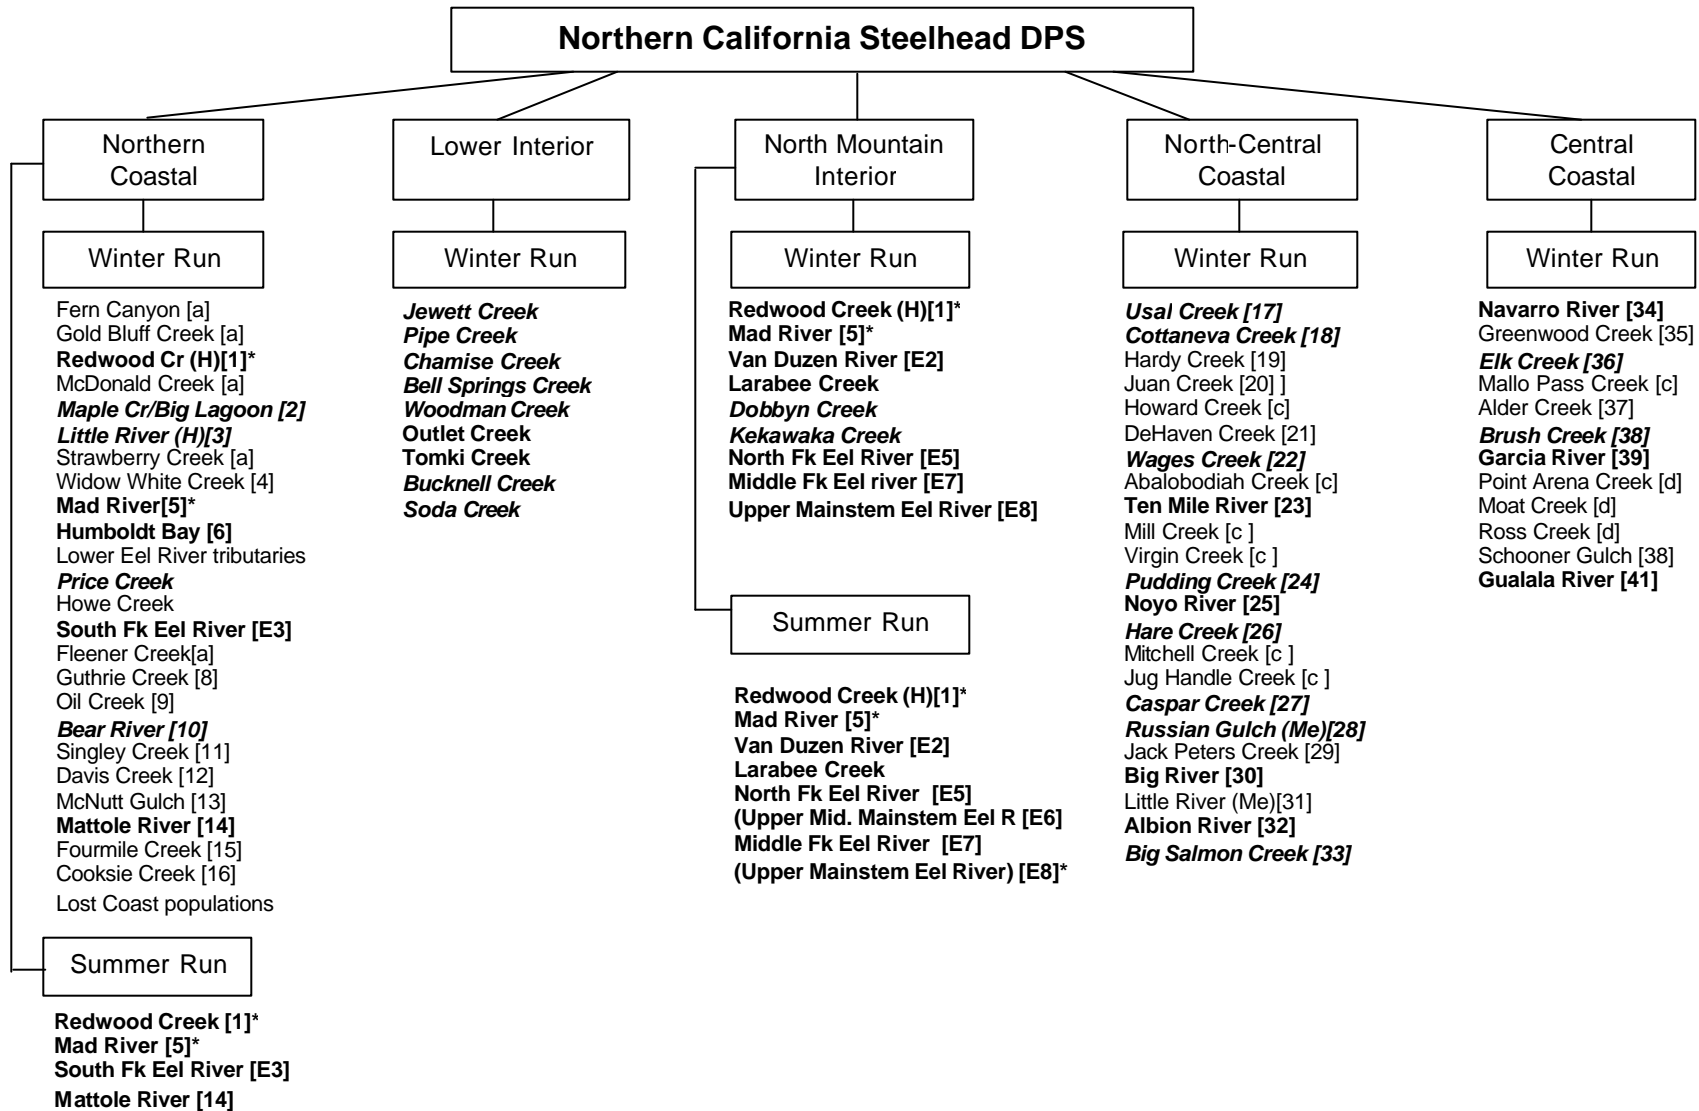 Northern California Steelhead DPS
Northern
Coastal
Winter Run
Fern Canyon [a]
Gold Bluff Creek [a]
Redwood Cr (H)[1]*
McDonald Creek [a]
Maple Cr/Big Lagoon [2]
Little River (H)[3]
Strawberry Creek [a]
Widow White Creek [4]
Mad River[5]*
Humboldt Bay [6]
Lower Eel River tributaries
Price Creek
Howe Creek
South Fk Eel River [E3]
Fleener Creek[a]
Guthrie Creek [8]
Oil Creek [9]
Bear River [10]
Singley Creek [11]
Davis Creek [12]
McNutt Gulch [13]
Mattole River [14]
Fourmile Creek [15]
Cooksie Creek [16]
Lost Coast populations
Summer Run
Redwood Creek [1]*
Mad River [5]*
South Fk Eel River [E3]
Mattole River [14]
Lower Interior
Winter Run
Jewett Creek
Pipe Creek
Chamise Creek
Bell Springs Creek
Woodman Creek
Outlet Creek
Tomki Creek
Bucknell Creek
Soda Creek
North Mountain
Interior
Winter Run
Redwood Creek (H)[1]*
Mad River [5]*
Van Duzen River [E2]
Larabee Creek
Dobbyn Creek
Kekawaka Creek
North Fk Eel River [E5]
Middle Fk Eel river [E7]
Upper Mainstem Eel River [E8]
Summer Run
Redwood Creek (H)[1]*
Mad River [5]*
Van Duzen River [E2]
Larabee Creek
North Fk Eel River [E5]
(Upper Mid. Mainstem Eel R [E6]
Middle Fk Eel River [E7]
(Upper Mainstem Eel River) [E8]*
North-Central
Coastal
Winter Run
Usal Creek [17]
Cottaneva Creek [18]
Hardy Creek [19]
Juan Creek [20] ]
Howard Creek [c]
DeHaven Creek [21]
Wages Creek [22]
Abalobodiah Creek [c]
Ten Mile River [23]
Mill Creek [c ]
Virgin Creek [c ]
Pudding Creek [24]
Noyo River [25]
Hare Creek [26]
Mitchell Creek [c ]
Jug Handle Creek [c ]
Caspar Creek [27]
Russian Gulch (Me)[28]
Jack Peters Creek [29]
Big River [30]
Little River (Me)[31]
Albion River [32]
Big Salmon Creek [33]
Central
Coastal
Winter Run
Navarro River [34]
Greenwood Creek [35]
Elk Creek [36]
Mallo Pass Creek [c]
Alder Creek [37]
Brush Creek [38]
Garcia River [39]
Point Arena Creek [d]
Moat Creek [d]
Ross Creek [d]
Schooner Gulch [38]
Gualala River [41]